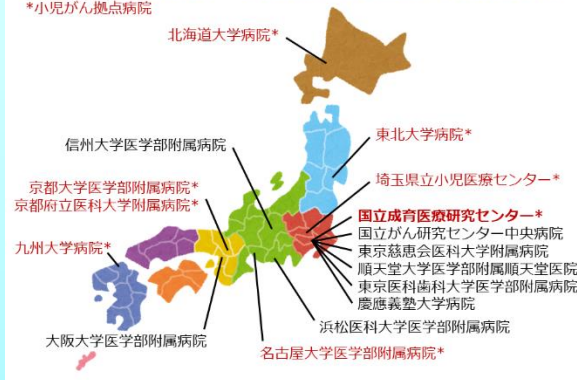 *小児がん拠点病院
北海道大学病院*
東北大学病院*
信州大学医学部附属病院
埼玉県立小児医療センター*
京都大学医学部附属病院*
京都府立医科大学附属病院*
国立成育医療研究センター*
国立がん研究センター中央病院
東京慈恵会医科大学附属病院
順天堂大学医学部附属順天堂医院
東京医科歯科大学医学部附属病院
慶應義塾大学病院
九州大学病院*
浜松医科大学医学部附属病院
大阪大学医学部附属病院
名古屋大学医学部附属病院*